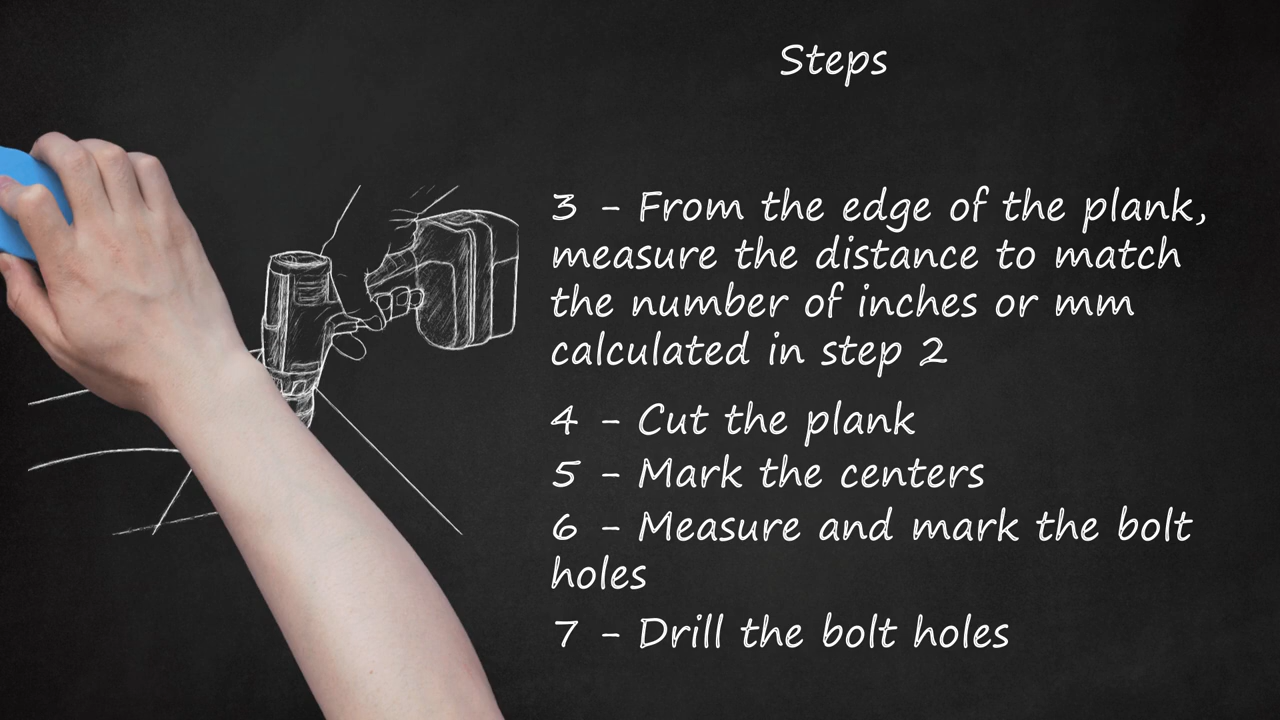 Steps
3 - From the edge of the plank,
measure the distance to match
the number of inches or mm
calculated in step 2
4 - Cut the plank
5 - Mark the centers
6 - Measure and mark the bolt
holes
7 - Drill the bolt holes